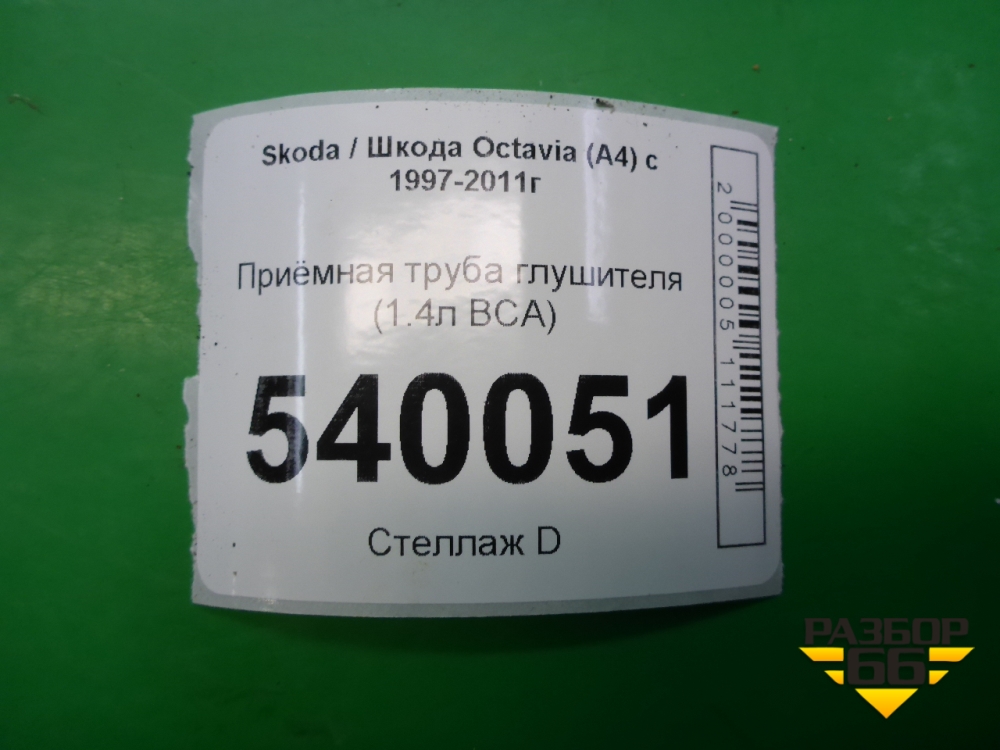 Skoda / Шкода Octavia (A4) с
1997-2011г
Приёмная труба глушителя
(1.4л BCA)
540051
Стеллаж D
2000005111778
РАЗБОР
66